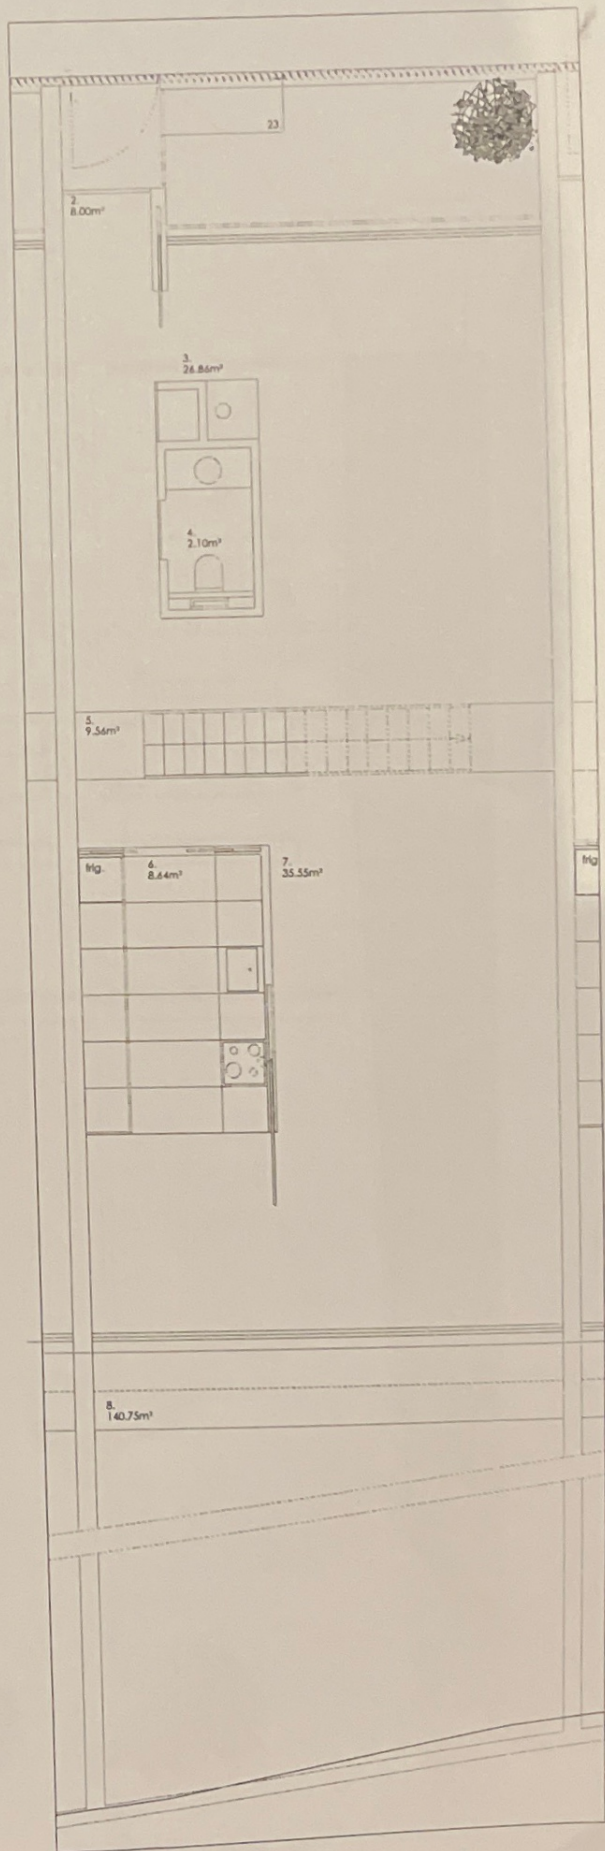 23
2.
8.00m²
3.
26.86m²
4.
2.10m²
5.
9.56m²
frig.
6.
8.64m²
7.
35.55m²
frig
8.
140.75m²